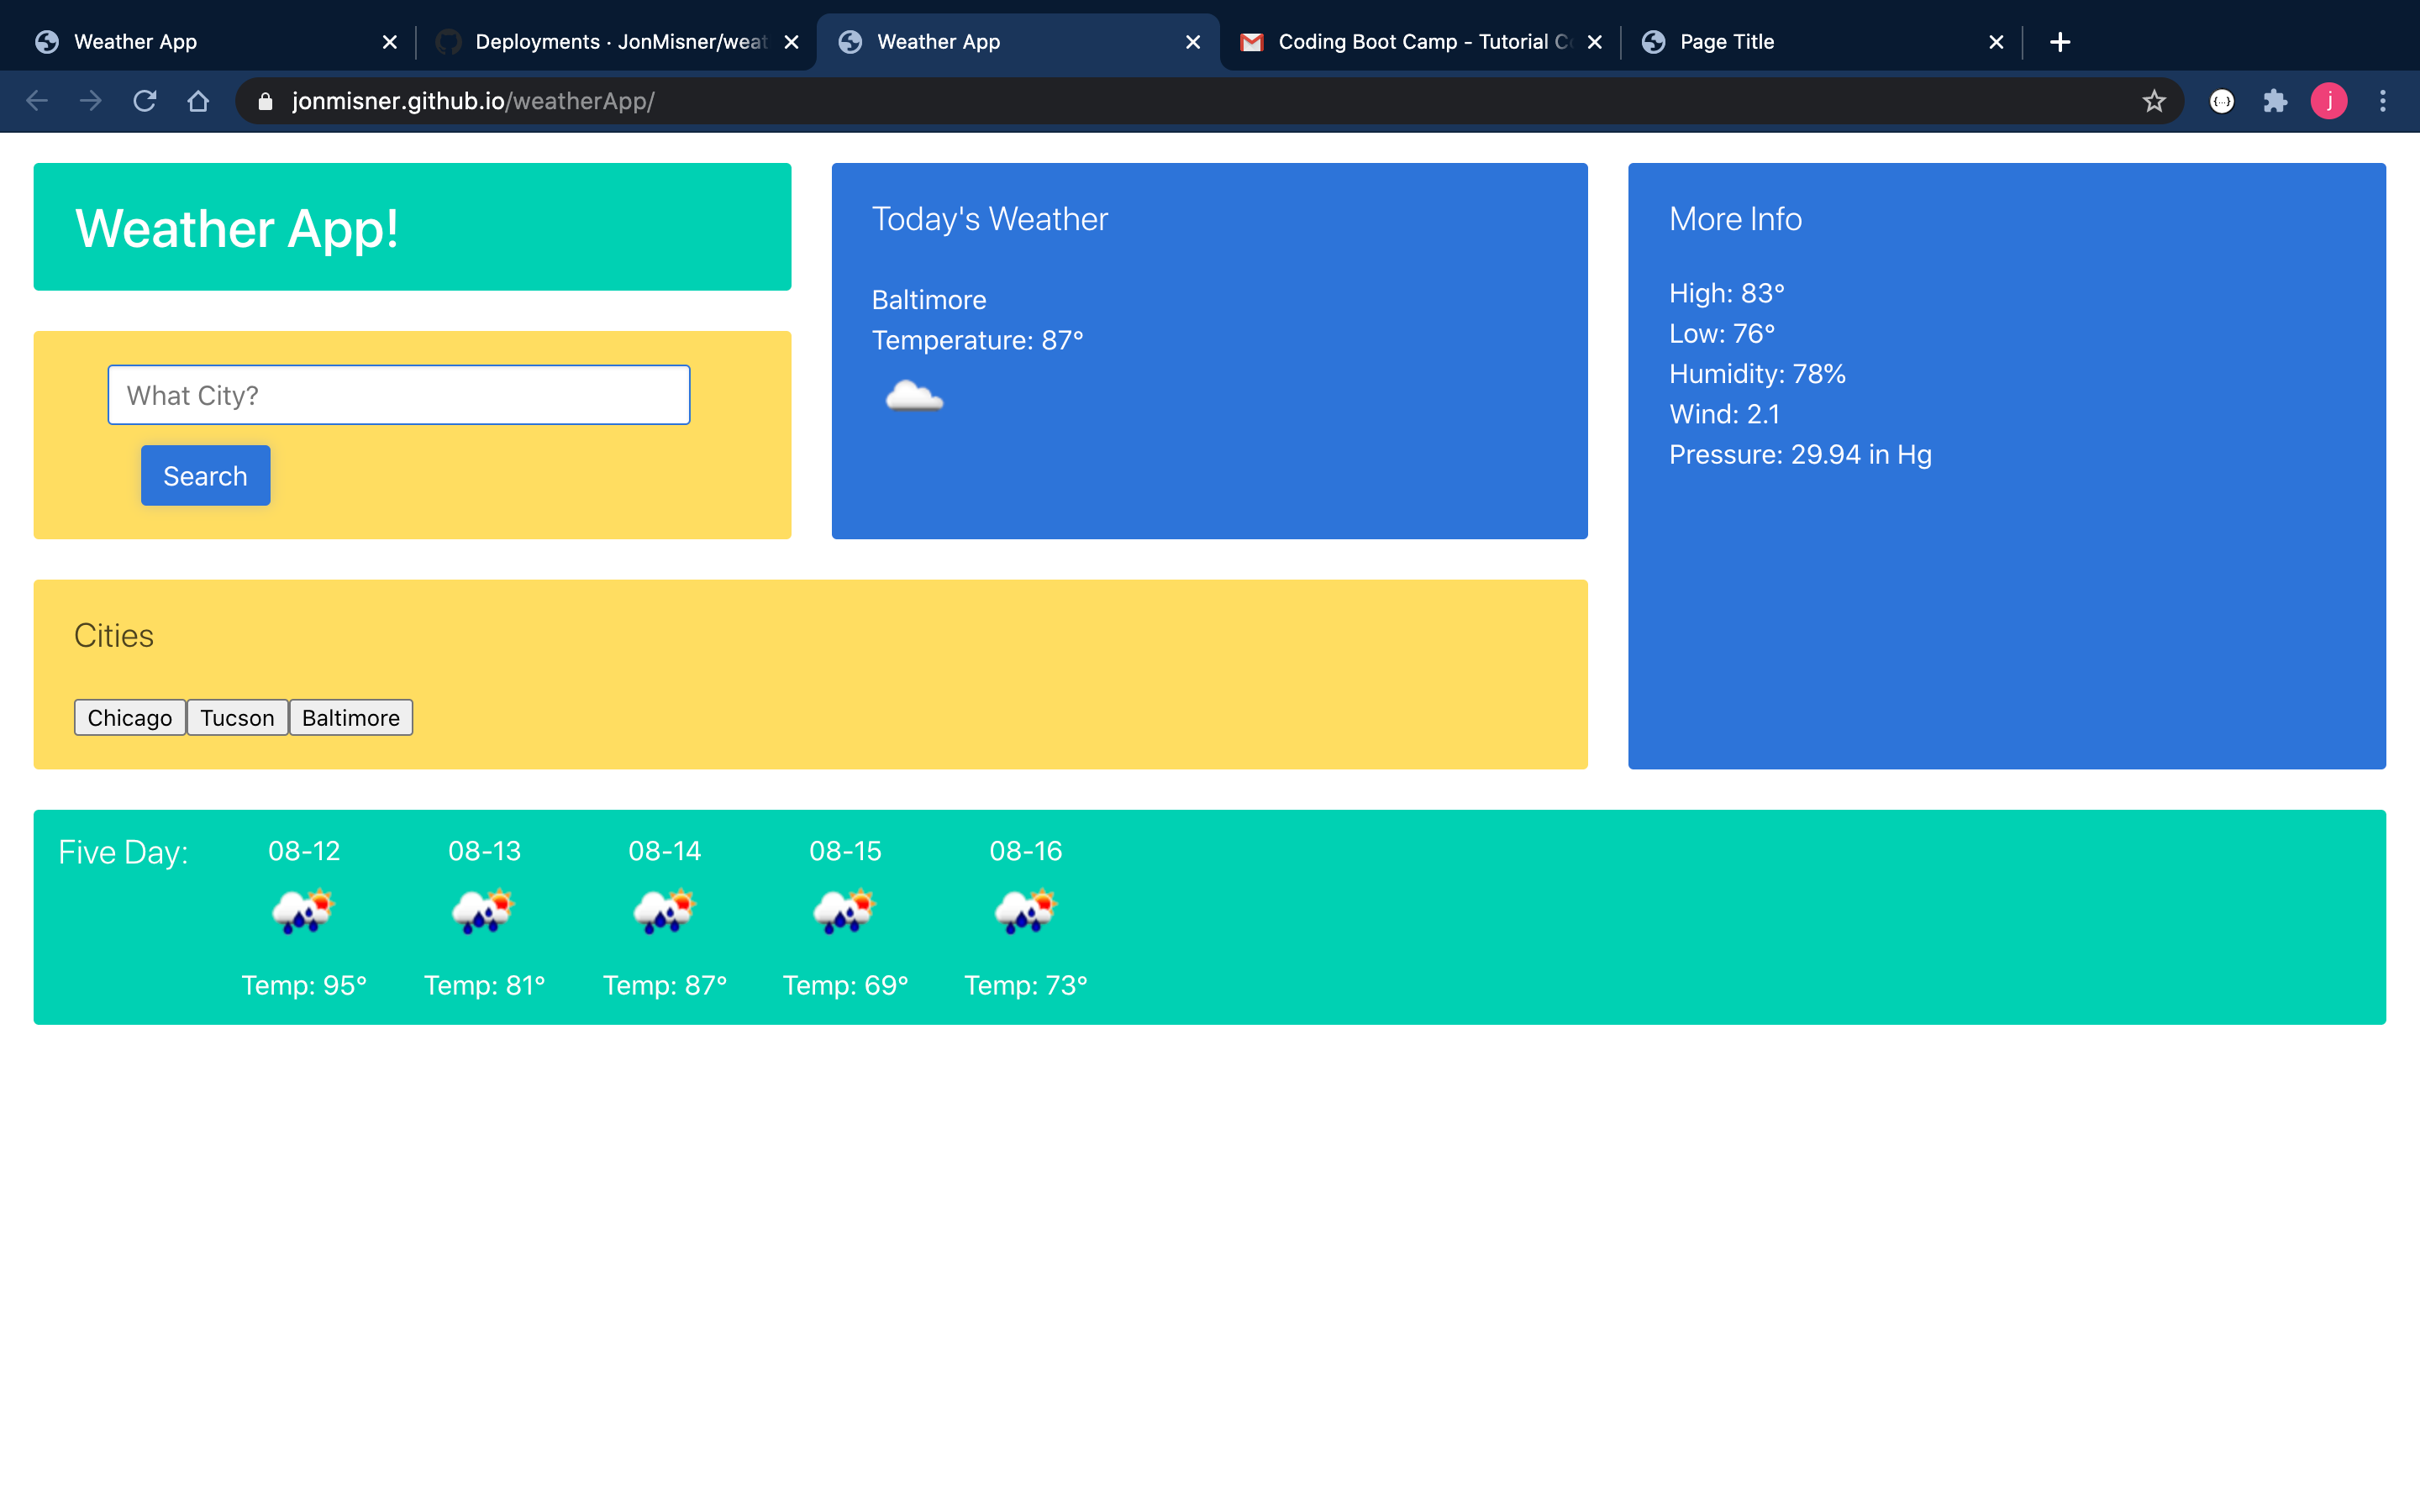 Weather App
Deployments · JonMisner/weat
Weather App
Coding Boot Camp - Tutorial C
Page Title
jonmisner.github.io/weatherApp/
j
Weather App!
What City?
Search
Today's Weather
Baltimore
Temperature: 87°
More Info
High: 83°
Low: 76°
Humidity: 78%
Wind: 2.1
Pressure: 29.94 in Hg
Cities
Chicago Tucson Baltimore
Five Day: 08-12 08-13 08-14 08-15 08-16
Temp: 95° Temp: 81° Temp: 87° Temp: 69° Temp: 73°